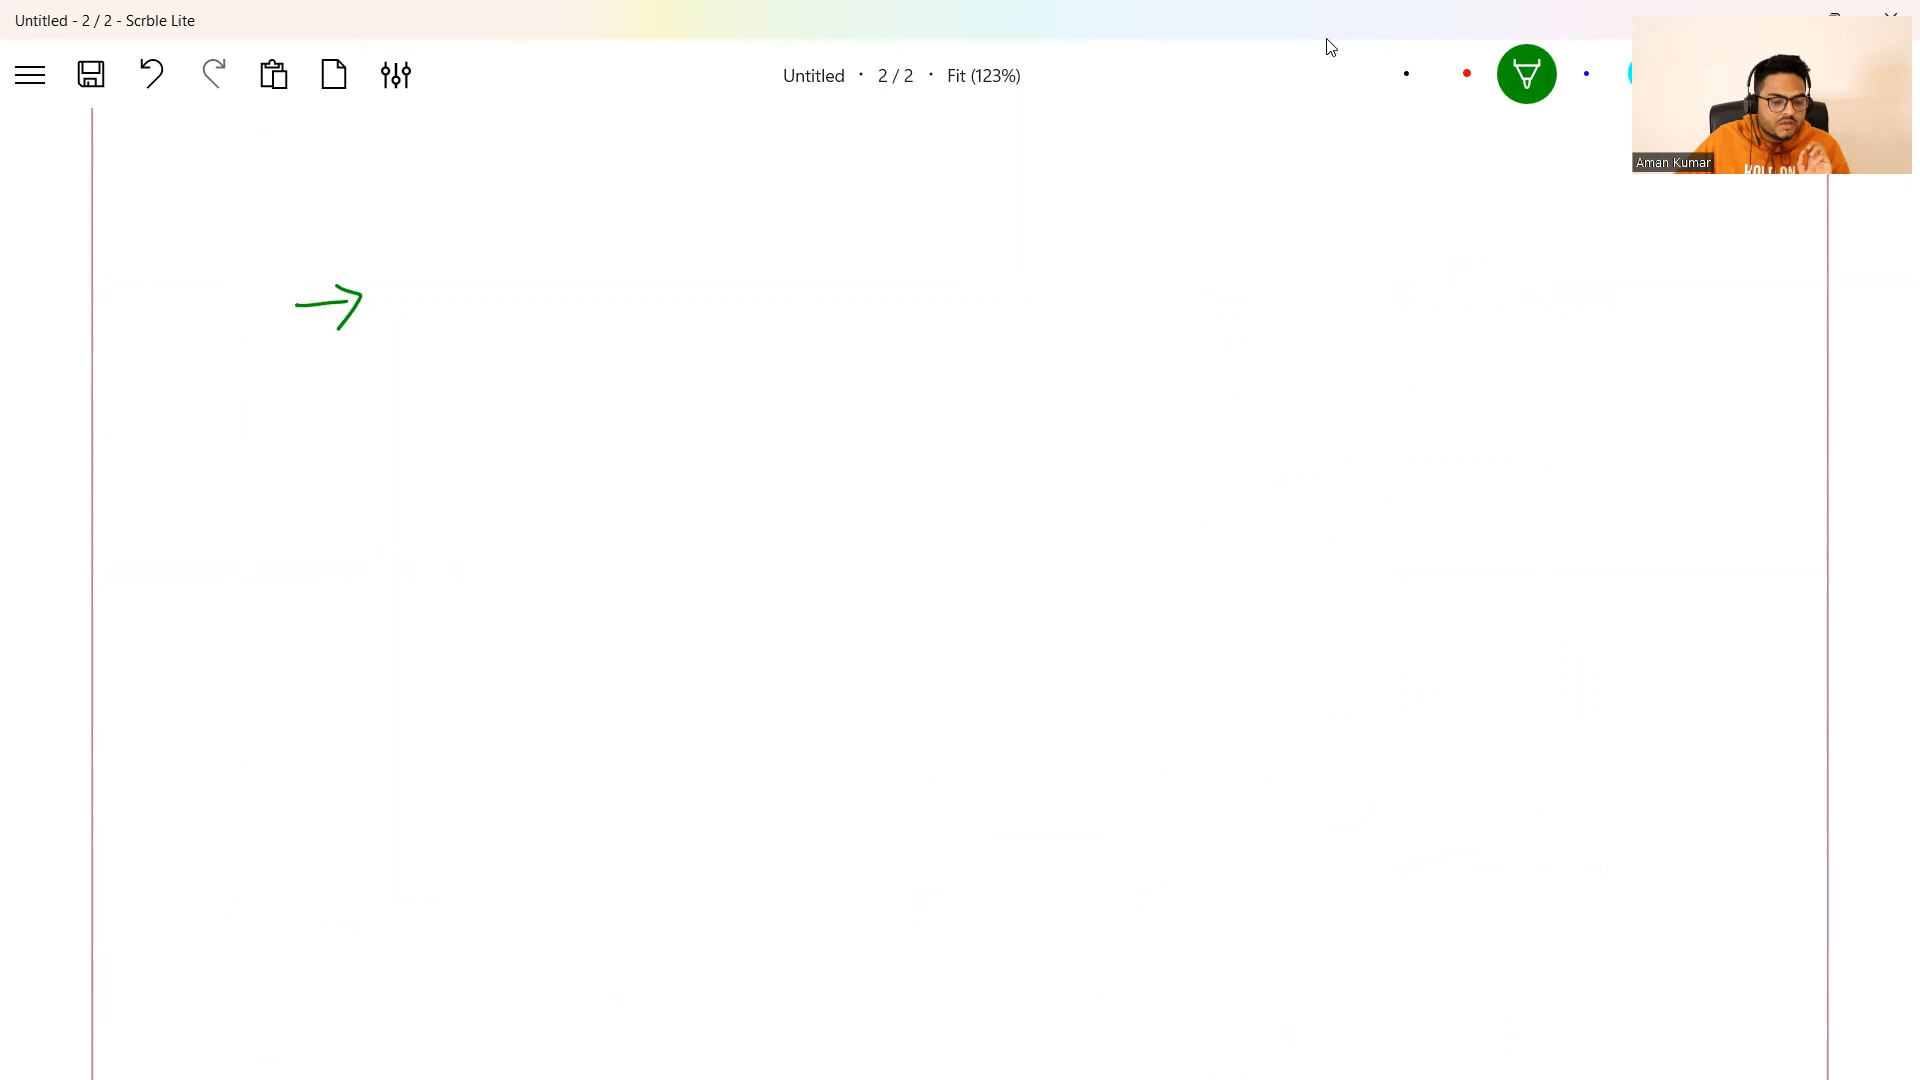 Untitled - 2 / 2 - Scrble Lite
Untitled • 2 / 2 • Fit (123%)
Aman Kumar